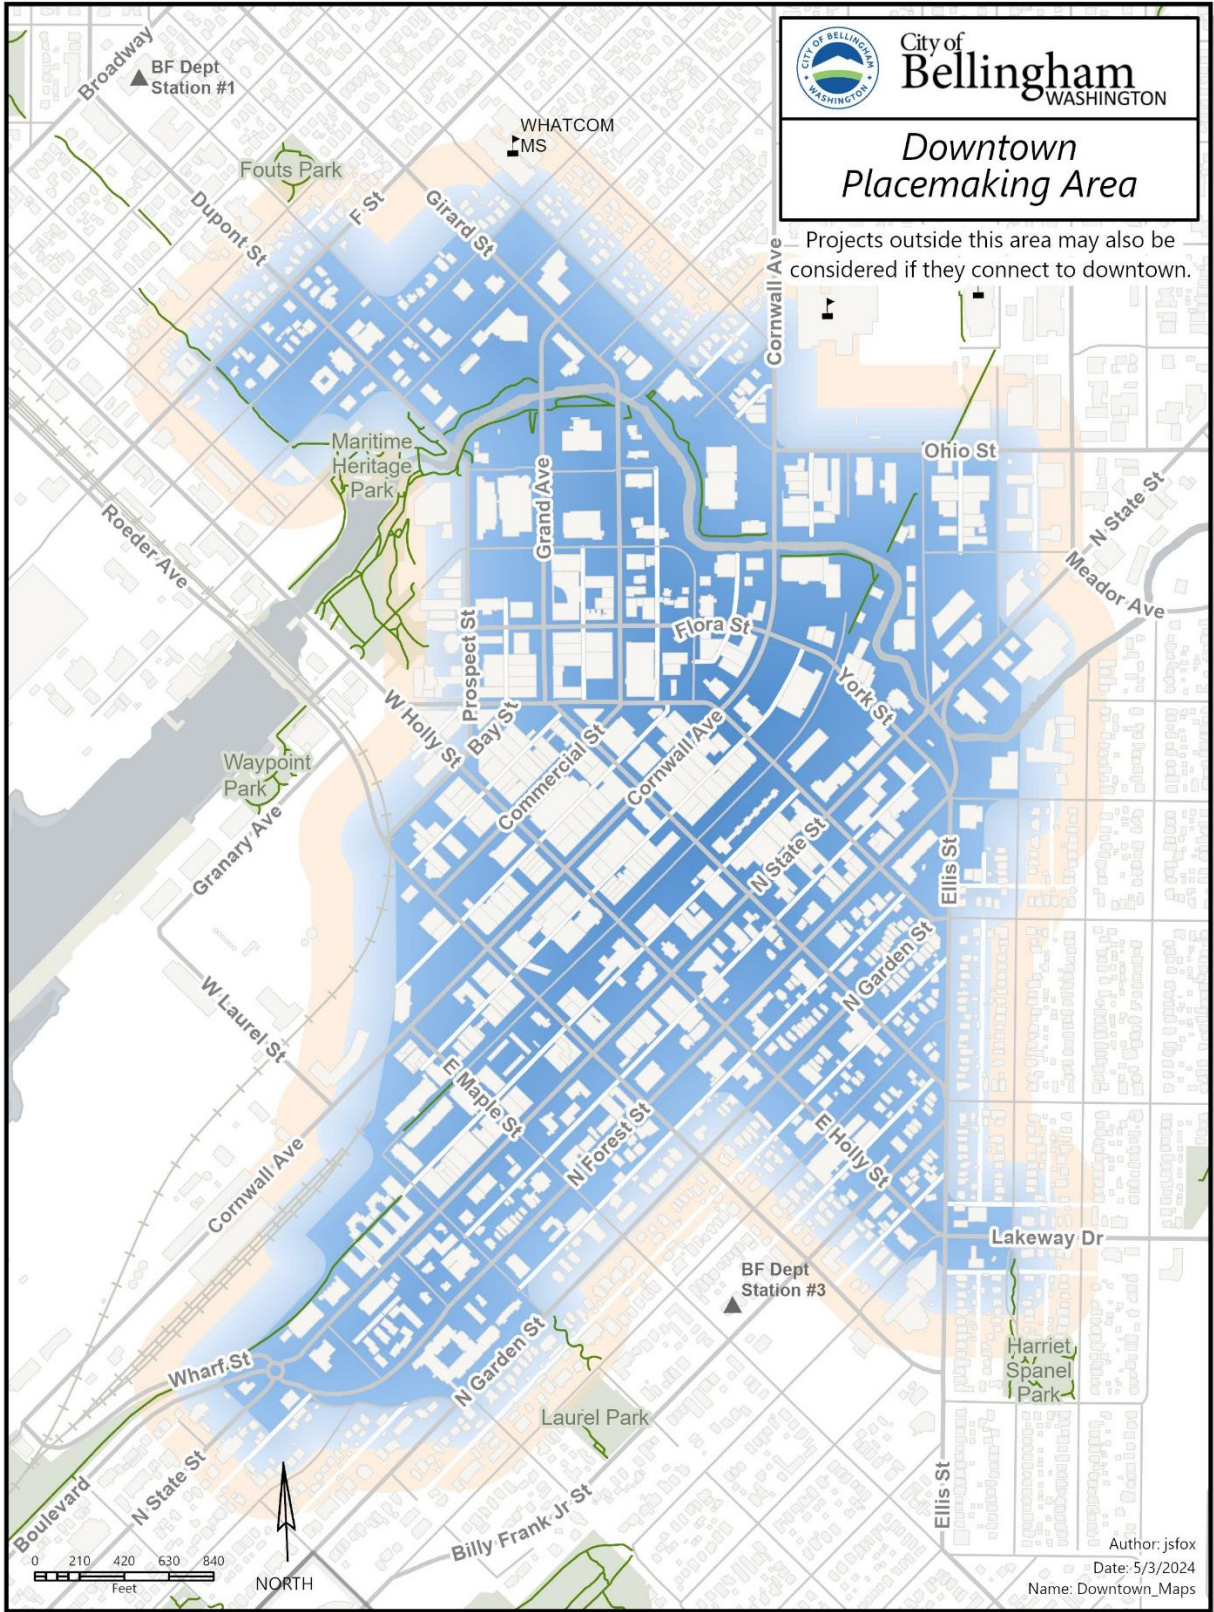 CITY OF BELLINGHAM
WASHINGTON
City of
Bellingham
WASHINGTON
Downtown
Placemaking Area
Projects outside this area may also be
considered if they connect to downtown.
Broadway
BF Dept
Station #1
WHATCOM
MS
Fouts Park
F St
Girard St
Dupont St
Cornwall Ave
Maritime
Heritage
Park
Ohio St
Grand Ave
N State St
Roeder Ave
Meador Ave
Flora St
Prospect St
York St
W Holly St
Bay St
Commercial St
Cornwall Ave
Waypoint
Park
Granary Ave
N State St
Ellis St
N Garden St
W Laurel St
E Maple St
N Forest St
E Holly St
Cornwall Ave
Lakeway Dr
BF Dept
Station #3
Wharf St
N Garden St
Harriet
Spanel
Park
Laurel Park
N State St
Boulevard
Ellis St
Billy Frank Jr St
0 210 420 630 840
Feet
NORTH
Author: jsfox
Date: 5/3/2024
Name: Downtown_Maps